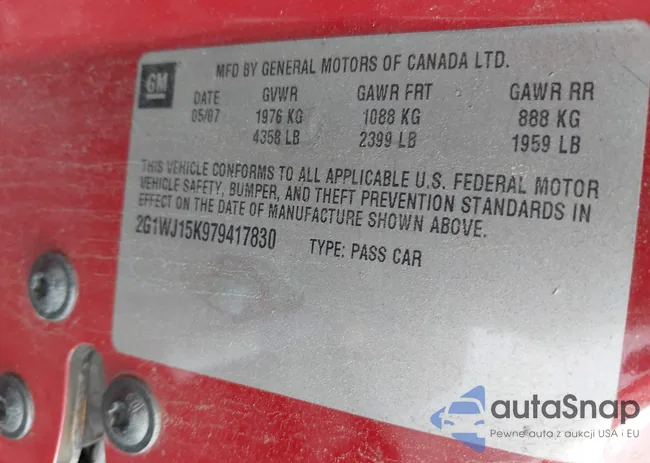 GM
MFD BY GENERAL MOTORS OF CANADA LTD.
DATE GVWR GAWR FRT GAWR RR
05/07 1976 KG 1088 KG 888 KG
4358 LB 2399 LB 1959 LB
THIS VEHICLE CONFORMS TO ALL APPLICABLE U.S. FEDERAL MOTOR
VEHICLE SAFETY, BUMPER, AND THEFT PREVENTION STANDARDS IN
EFFECT ON THE DATE OF MANUFACTURE SHOWN ABOVE.
2G1WJ15K979417830 TYPE: PASS CAR
autoSnap
Pewne auta z aukcji USA i EU